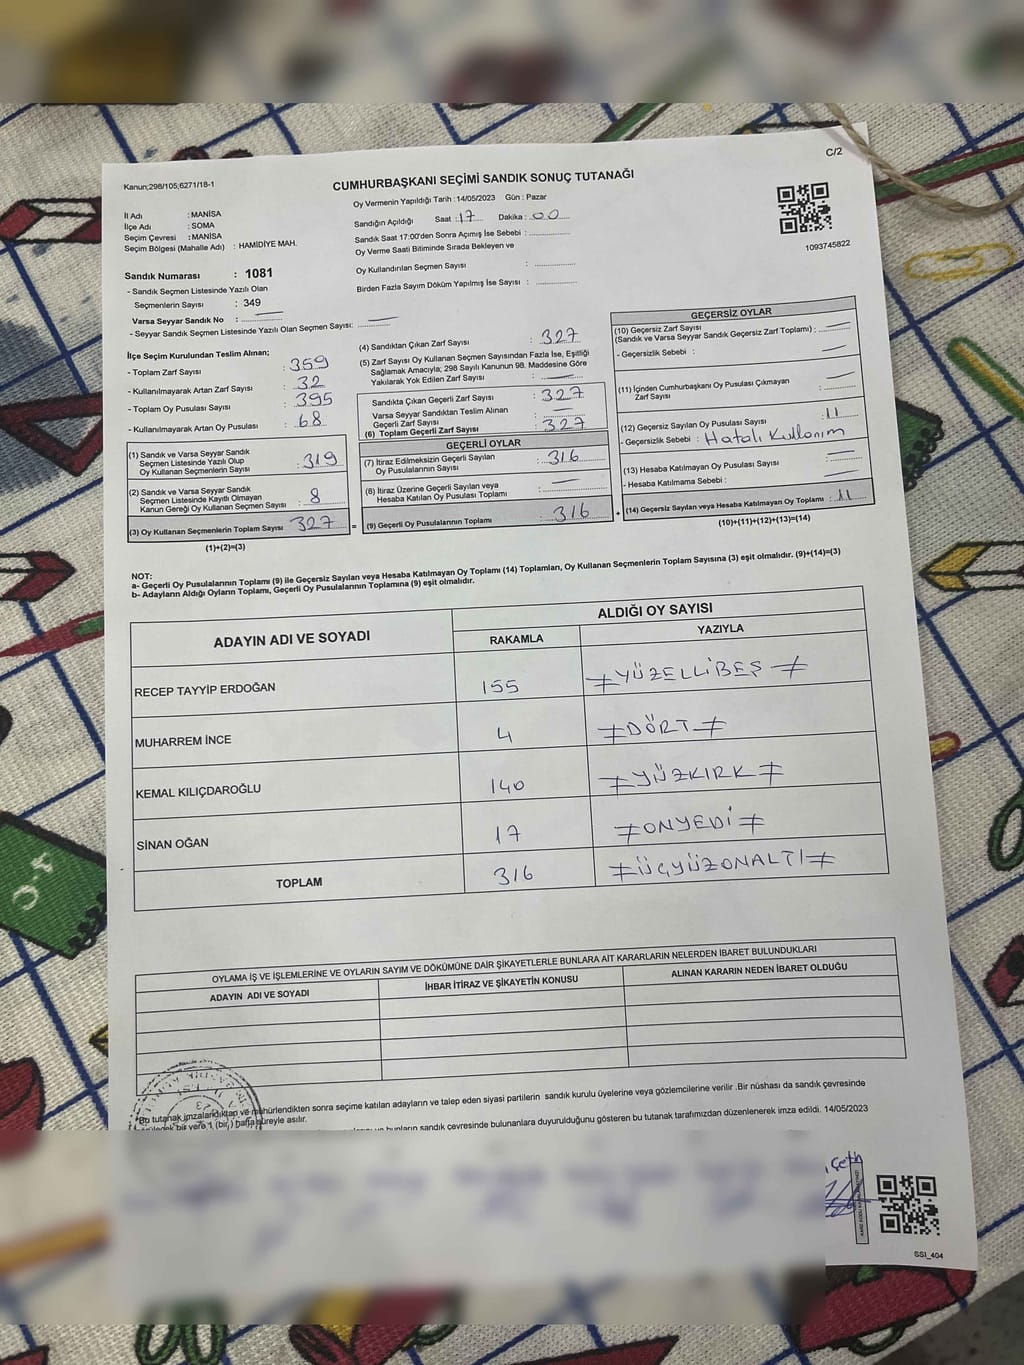 C/2
Kanun;298/105;6271/18-1
CUMHURBAŞKANI SEÇİMİ SANDIK SONUÇ TUTANAĞI
Oy Vermenin Yapıldığı Tarih : 14/05/2023 Gün : Pazar
İl Adı : MANİSA
İlçe Adı : SOMA
Seçim Çevresi : MANİSA
Seçim Bölgesi (Mahalle Adı) : HAMİDİYE MAH.
Sandığın Açıldığı Saat : 17 Dakika : 00
Sandık Saat 17:00'den Sonra Açımış İse Sebebi :
Oy Verme Saati Bitiminde Sırada Bekleyen ve
Oy Kullandırılan Seçmen Sayısı :
Birden Fazla Sayım Döküm Yapılmış İse Sayısı :
1093745822
Sandık Numarası : 1081
- Sandık Seçmen Listesinde Yazılı Olan
Seçmenlerin Sayısı : 349
Varsa Seyyar Sandık No :
- Seyyar Sandık Seçmen Listesinde Yazılı Olan Seçmen Sayısı:
İlçe Seçim Kurulundan Teslim Alınan;
- Toplam Zarf Sayısı : 359
- Kullanılmayarak Artan Zarf Sayısı : 32
- Toplam Oy Pusulası Sayısı : 395
- Kullanılmayarak Artan Oy Pusulası : 68
(1) Sandık ve Varsa Seyyar Sandık
Seçmen Listesinde Yazılı Olup
Oy Kullanan Seçmenlerin Sayısı : 319
(2) Sandık ve Varsa Seyyar Sandık
Seçmen Listesinde Kayıtlı Olmayan
Kanun Gereği Oy Kullanan Seçmen Sayısı : 8
(3) Oy Kullanan Seçmenlerin Toplam Sayısı 327 =
(1)+(2)=(3)
(4) Sandıktan Çıkan Zarf Sayısı : 327
(5) Zarf Sayısı Oy Kullanan Seçmen Sayısından Fazla İse, Eşitliği
Sağlamak Amacıyla; 298 Sayılı Kanunun 98. Maddesine Göre
Yakılarak Yok Edilen Zarf Sayısı :
Sandıkta Çıkan Geçerli Zarf Sayısı : 327
Varsa Seyyar Sandıktan Teslim Alınan
Geçerli Zarf Sayısı :
(6) Toplam Geçerli Zarf Sayısı : 327
GEÇERLİ OYLAR
(7) İtiraz Edilmeksizin Geçerli Sayılan
Oy Pusulalarının Sayısı : 316
(8) İtiraz Üzerine Geçerli Sayılan veya
Hesaba Katılan Oy Pusulası Toplamı :
(9) Geçerli Oy Pusulalarının Toplamı : 316 +
GEÇERSİZ OYLAR
(10) Geçersiz Zarf Sayısı
(Sandık ve Varsa Seyyar Sandık Geçersiz Zarf Toplamı) :
- Geçersizlik Sebebi :
(11) İçinden Cumhurbaşkanı Oy Pusulası Çıkmayan
Zarf Sayısı :
(12) Geçersiz Sayılan Oy Pusulası Sayısı : 11
- Geçersizlik Sebebi : Hatalı Kullanım
(13) Hesaba Katılmayan Oy Pusulası Sayısı :
- Hesaba Katılmama Sebebi :
(14) Geçersiz Sayılan veya Hesaba Katılmayan Oy Toplamı : 11
(10)+(11)+(12)+(13)=(14)
NOT:
a- Geçerli Oy Pusulalarının Toplamı (9) ile Geçersiz Sayılan veya Hesaba Katılmayan Oy Toplamı (14) Toplamları, Oy Kullanan Seçmenlerin Toplam Sayısına (3) eşit olmalıdır. (9)+(14)=(3)
b- Adayların Aldığı Oyların Toplamı, Geçerli Oy Pusulalarının Toplamına (9) eşit olmalıdır.
ADAYIN ADI VE SOYADI
ALDIĞI OY SAYISI
RAKAMLA YAZIYLA
RECEP TAYYİP ERDOĞAN 155 YÜZELLİBEŞ
MUHARREM İNCE 4 DÖRT
KEMAL KILIÇDAROĞLU 140 YÜZKIRK
SİNAN OĞAN 17 ONYEDİ
TOPLAM 316 ÜÇYÜZONALTI
OYLAMA İŞ VE İŞLEMLERİNE VE OYLARIN SAYIM VE DÖKÜMÜNE DAİR ŞİKAYETLERLE BUNLARA AİT KARARLARIN NELERDEN İBARET BULUNDUKLARI
ADAYIN ADI VE SOYADI İHBAR İTİRAZ VE ŞİKAYETİN KONUSU ALINAN KARARIN NEDEN İBARET OLDUĞU
Bu tutanak imzalandıktan ve mühürlendikten sonra seçime katılan adayların ve talep eden siyasi partilerin sandık kurulu üyelerine veya gözlemcilerine verilir .Bir nüshası da sandık çevresinde
bir yere 1 (bir) hafta süreyle asılır.
bunların sandık çevresinde bulunanlara duyurulduğunu gösteren bu tutanak tarafımızdan düzenlenerek imza edildi. 14/05/2023
SSI_404